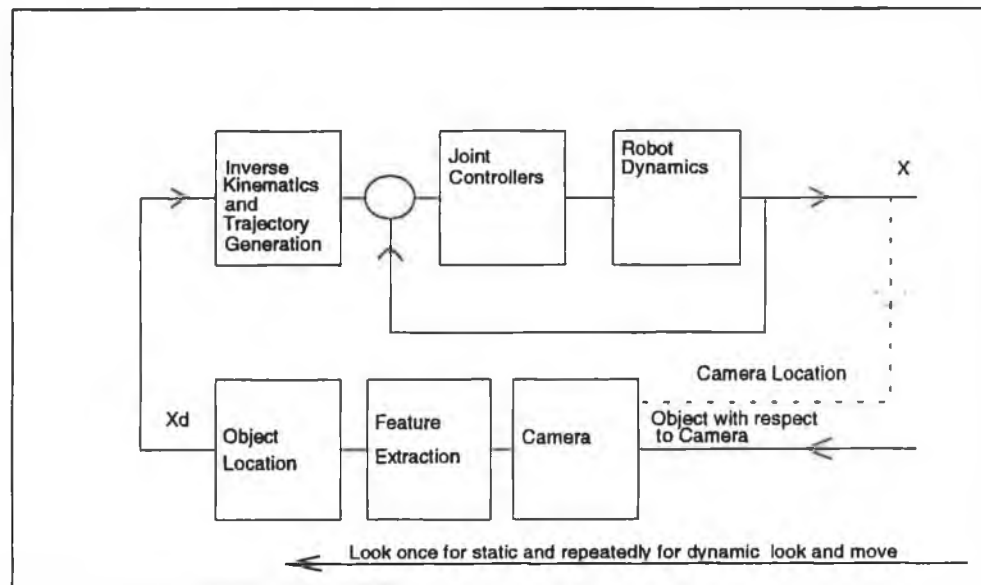 Inverse
Kinematics
and
Trajectory
Generation
Joint
Controllers
Robot
Dynamics
X
Camera Location
Xd
Object
Location
Feature
Extraction
Camera
Object with respect
to Camera
Look once for static and repeatedly for dynamic look and move